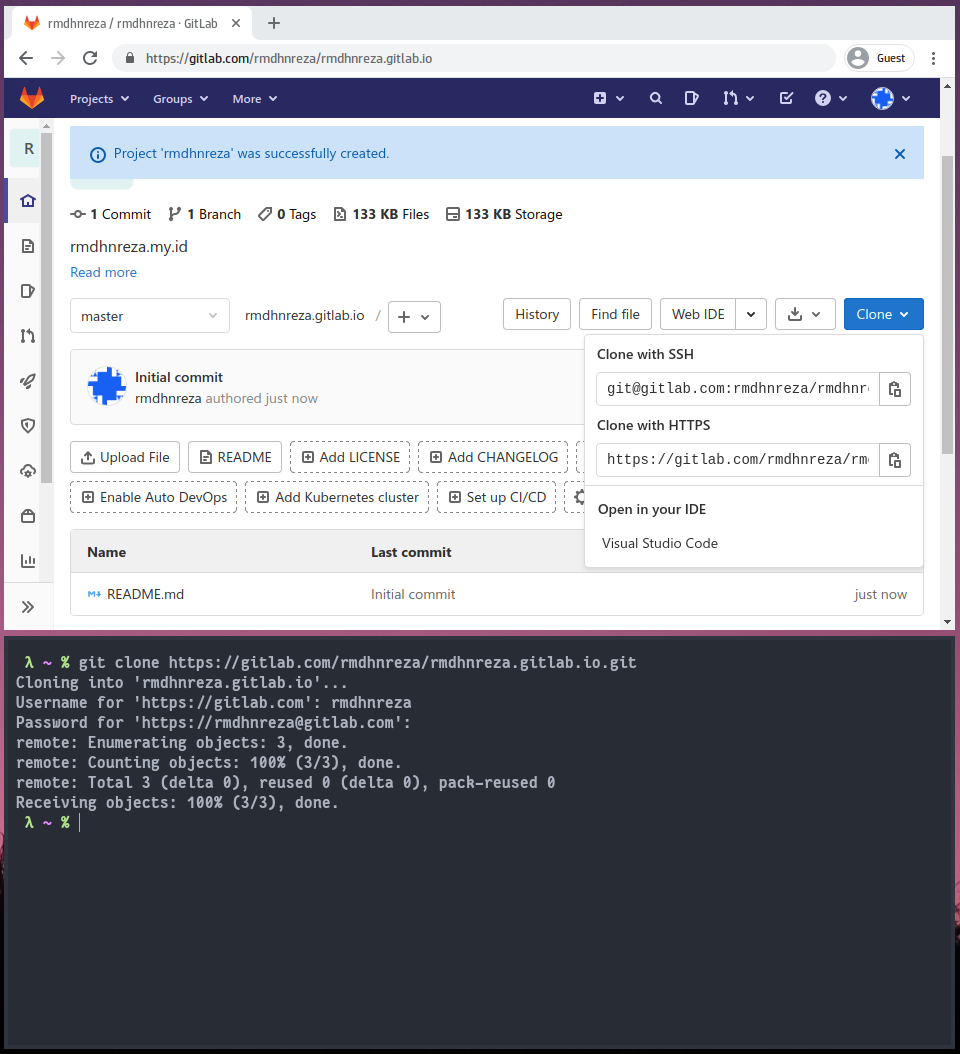 rmdhnreza / rmdhnreza · GitLab
https://gitlab.com/rmdhnreza/rmdhnreza.gitlab.io
Guest
Projects Groups More
R
Project 'rmdhnreza' was successfully created.
1 Commit 1 Branch 0 Tags 133 KB Files 133 KB Storage
rmdhnreza.my.id
Read more
master rmdhnreza.gitlab.io / History Find file Web IDE Clone
Clone with SSH
git@gitlab.com:rmdhnreza/rmdhnr
Clone with HTTPS
https://gitlab.com/rmdhnreza/rm
Open in your IDE
Visual Studio Code
Initial commit
rmdhnreza authored just now
Upload File README Add LICENSE Add CHANGELOG
Enable Auto DevOps Add Kubernetes cluster Set up CI/CD
Name Last commit
README.md Initial commit just now
λ ~ % git clone https://gitlab.com/rmdhnreza/rmdhnreza.gitlab.io.git
Cloning into 'rmdhnreza.gitlab.io'...
Username for 'https://gitlab.com': rmdhnreza
Password for 'https://rmdhnreza@gitlab.com':
remote: Enumerating objects: 3, done.
remote: Counting objects: 100% (3/3), done.
remote: Total 3 (delta 0), reused 0 (delta 0), pack-reused 0
Receiving objects: 100% (3/3), done.
λ ~ %